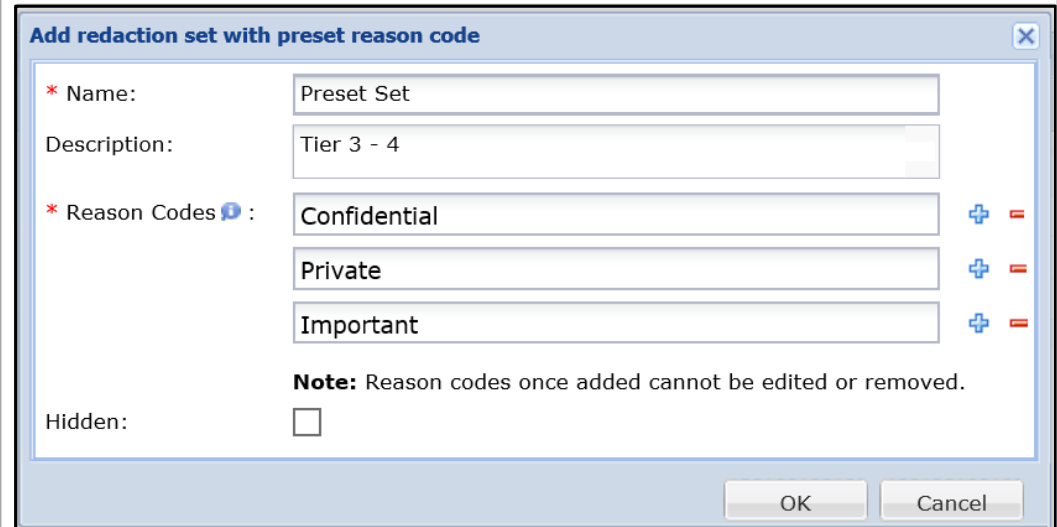 Add redaction set with preset reason code
* Name: Preset Set
Description: Tier 3 - 4
* Reason Codes : Confidential
Private
Important
Note: Reason codes once added cannot be edited or removed.
Hidden:
OK Cancel